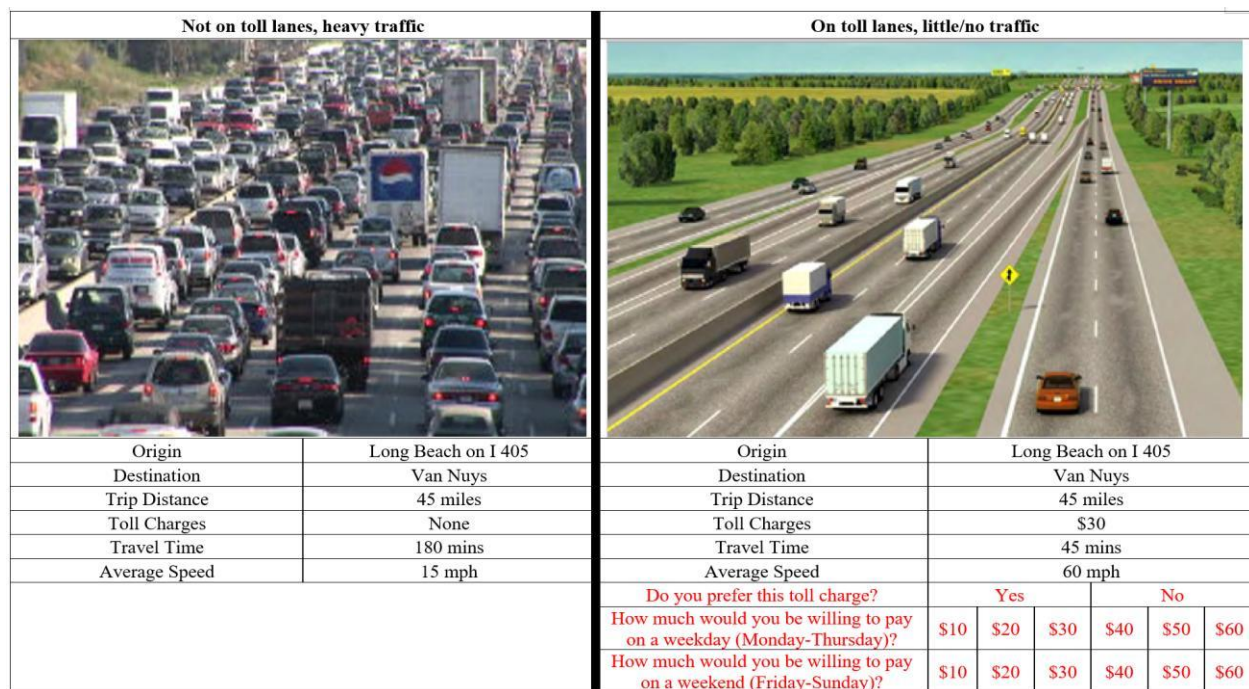 Not on toll lanes, heavy traffic
Origin Long Beach on I 405
Destination Van Nuys
Trip Distance 45 miles
Toll Charges None
Travel Time 180 mins
Average Speed 15 mph
On toll lanes, little/no traffic
Origin Long Beach on I 405
Destination Van Nuys
Trip Distance 45 miles
Toll Charges $30
Travel Time 45 mins
Average Speed 60 mph
Do you prefer this toll charge? Yes No
How much would you be willing to pay
on a weekday (Monday-Thursday)? $10 $20 $30 $40 $50 $60
How much would you be willing to pay
on a weekend (Friday-Sunday)? $10 $20 $30 $40 $50 $60